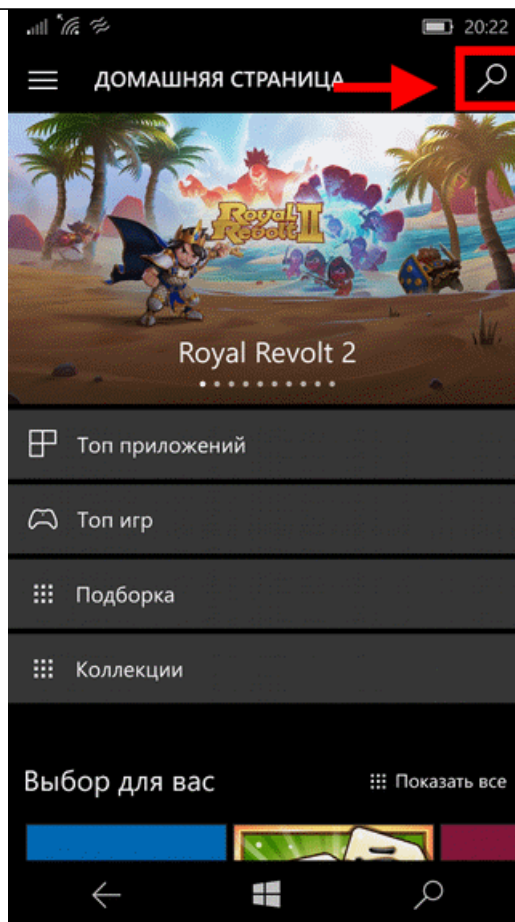 20:22
ДОМАШНЯЯ СТРАНИЦА
Royal
Revolt II
Royal Revolt 2
Топ приложений
Топ игр
Подборка
Коллекции
Выбор для вас
Показать все